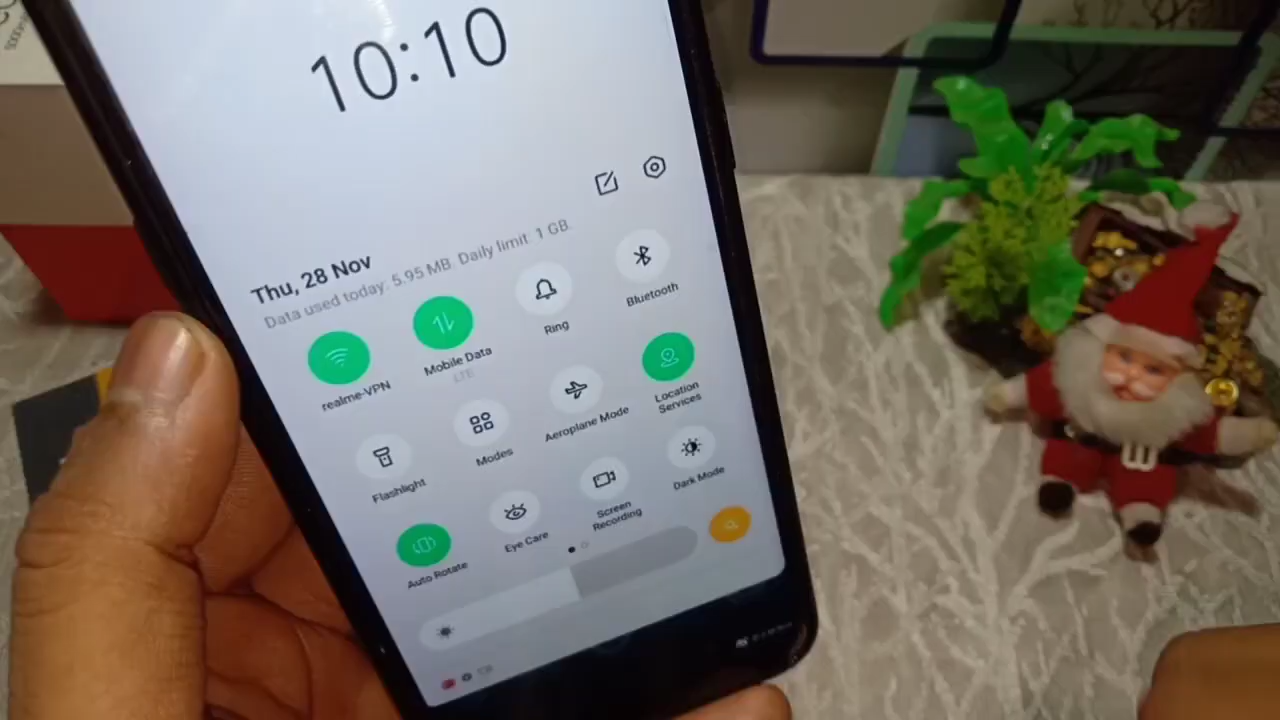 10:10
Thu, 28 Nov
Data used today: 5.95 MB. Daily limit: 1 GB.
realme-VPN
Mobile Data
LTE
Ring
Bluetooth
Flashlight
Modes
Aeroplane Mode
Location
Services
Auto Rotate
Eye Care
Screen
Recording
Dark Mode